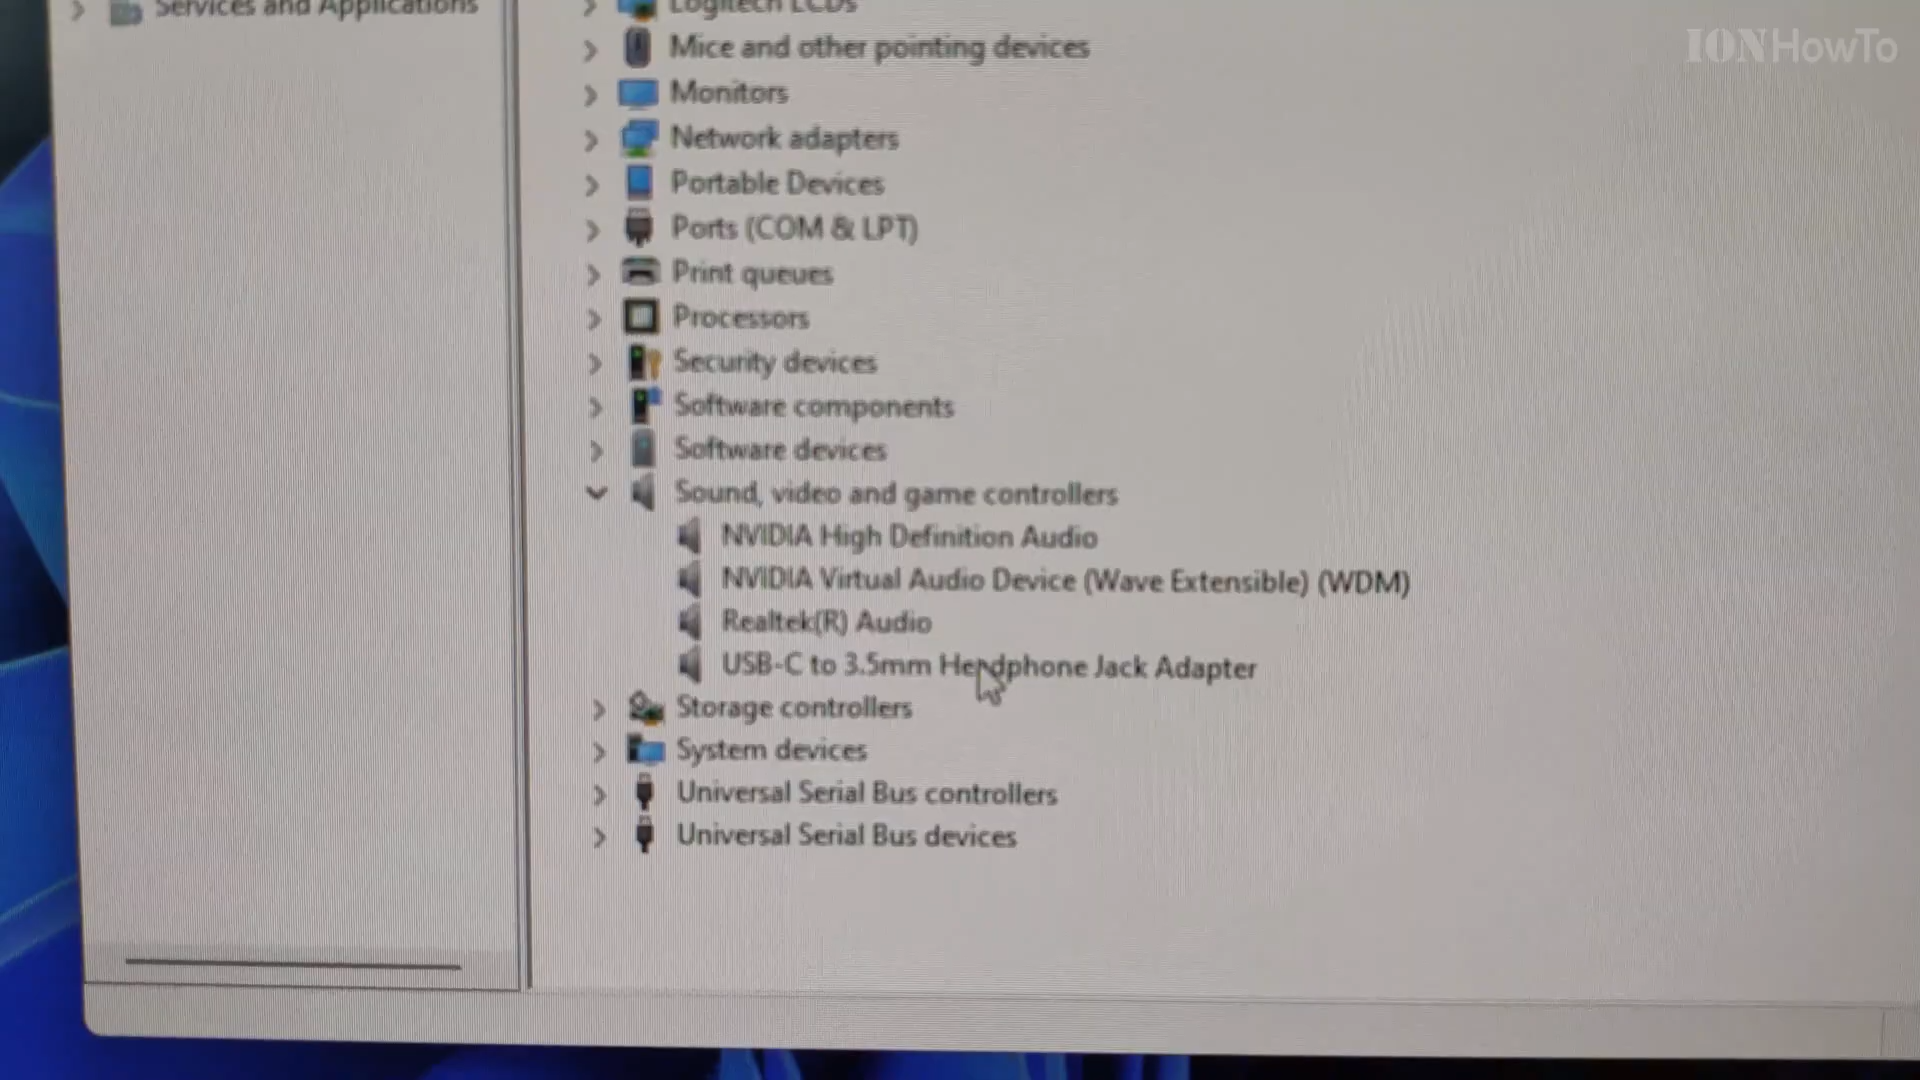 Services and Applications
Logitech LCDs
Mice and other pointing devices
Monitors
Network adapters
Portable Devices
Ports (COM & LPT)
Print queues
Processors
Security devices
Software components
Software devices
Sound, video and game controllers
NVIDIA High Definition Audio
NVIDIA Virtual Audio Device (Wave Extensible) (WDM)
Realtek(R) Audio
USB-C to 3.5mm Headphone Jack Adapter
Storage controllers
System devices
Universal Serial Bus controllers
Universal Serial Bus devices
IONHowTo